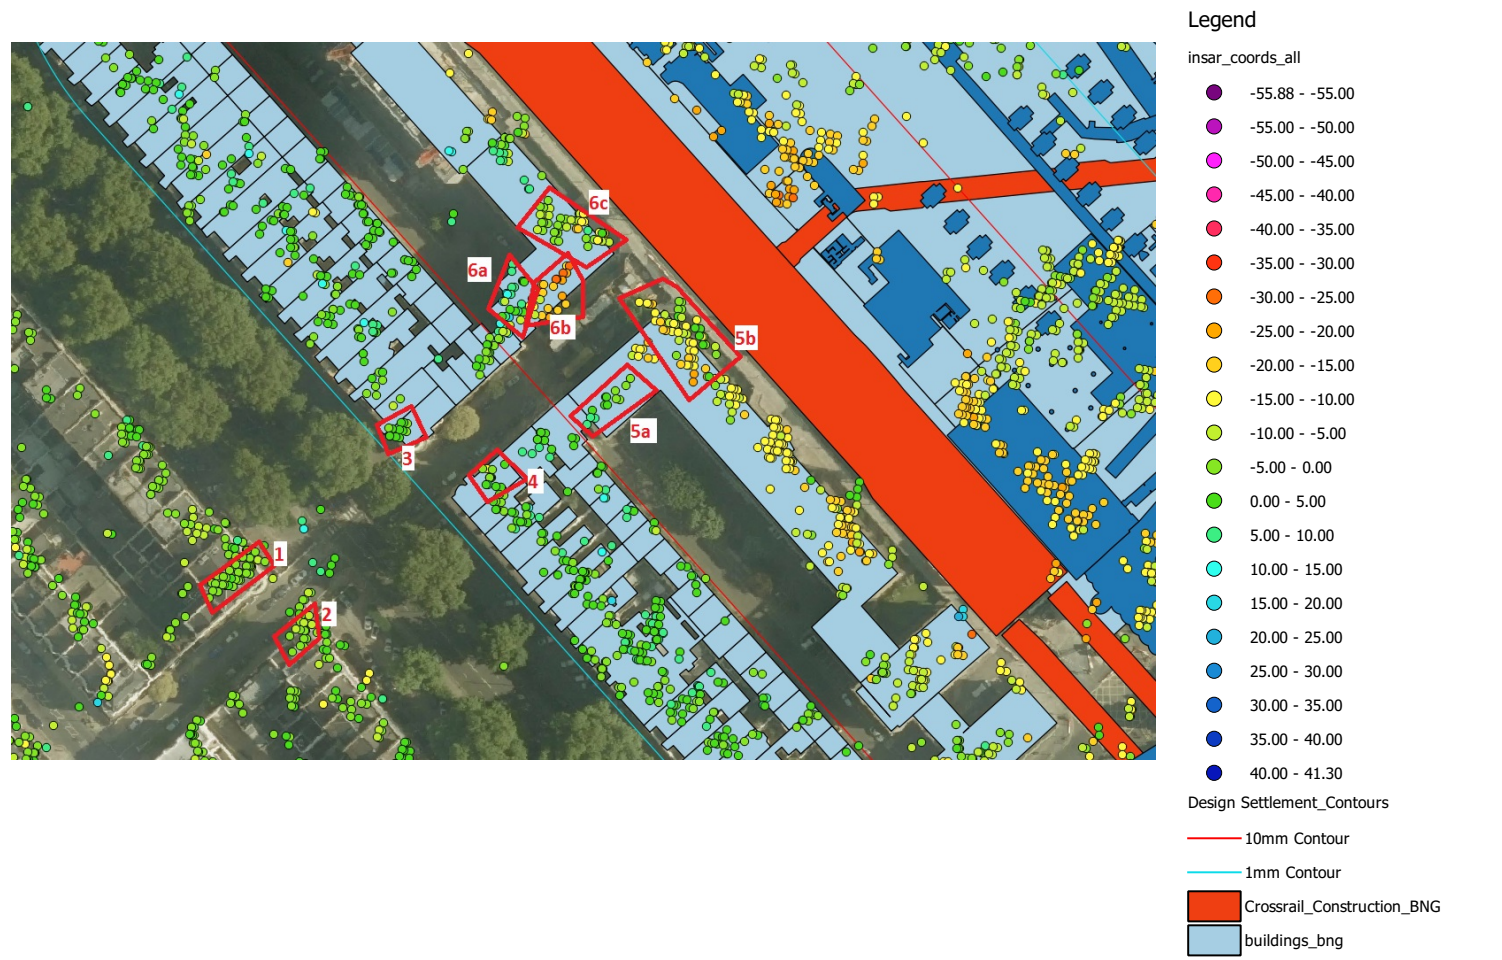 Legend
insar_coords_all
-55.88 - -55.00
-55.00 - -50.00
-50.00 - -45.00
-45.00 - -40.00
-40.00 - -35.00
-35.00 - -30.00
-30.00 - -25.00
-25.00 - -20.00
-20.00 - -15.00
-15.00 - -10.00
-10.00 - -5.00
-5.00 - 0.00
0.00 - 5.00
5.00 - 10.00
10.00 - 15.00
15.00 - 20.00
20.00 - 25.00
25.00 - 30.00
30.00 - 35.00
35.00 - 40.00
40.00 - 41.30
Design Settlement_Contours
10mm Contour
1mm Contour
Crossrail_Construction_BNG
buildings_bng
6c
6a
6b
5b
5a
3
4
1
2